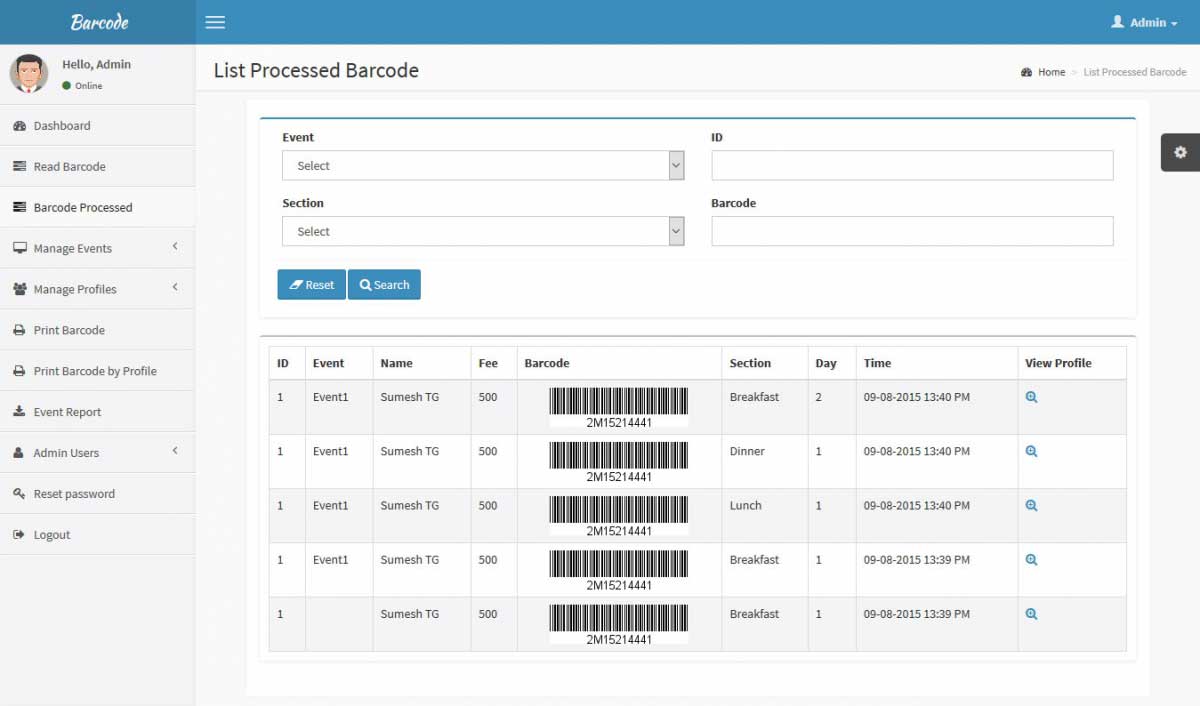 Barcode
Admin
Hello, Admin
Online
Dashboard
Read Barcode
Barcode Processed
Manage Events
Manage Profiles
Print Barcode
Print Barcode by Profile
Event Report
Admin Users
Reset password
Logout
List Processed Barcode
Home > List Processed Barcode
Event ID
Select
Section Barcode
Select
Reset Search
ID Event Name Fee Barcode Section Day Time View Profile
1 Event1 Sumesh TG 500 Breakfast 2 09-08-2015 13:40 PM
2M15214441
1 Event1 Sumesh TG 500 Dinner 1 09-08-2015 13:40 PM
2M15214441
1 Event1 Sumesh TG 500 Lunch 1 09-08-2015 13:40 PM
2M15214441
1 Event1 Sumesh TG 500 Breakfast 1 09-08-2015 13:39 PM
2M15214441
1 Sumesh TG 500 Breakfast 1 09-08-2015 13:39 PM
2M15214441